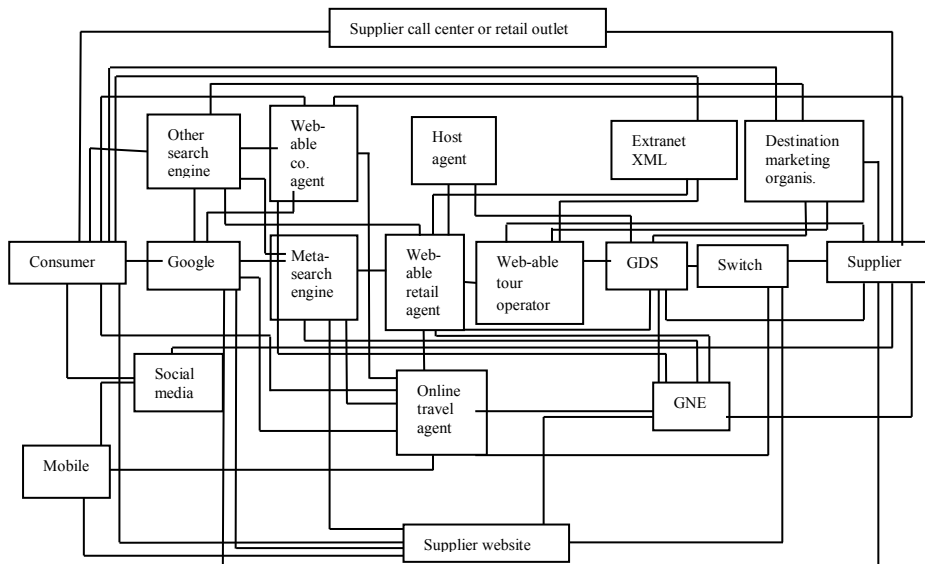 Supplier call center or retail outlet
Other
search
engine
Web-
able
co.
agent
Host
agent
Extranet
XML
Destination
marketing
organis.
Consumer
Google
Meta-
search
engine
Web-
able
retail
agent
Web-able
tour
operator
GDS
Switch
Supplier
Social
media
Online
travel
agent
GNE
Mobile
Supplier website